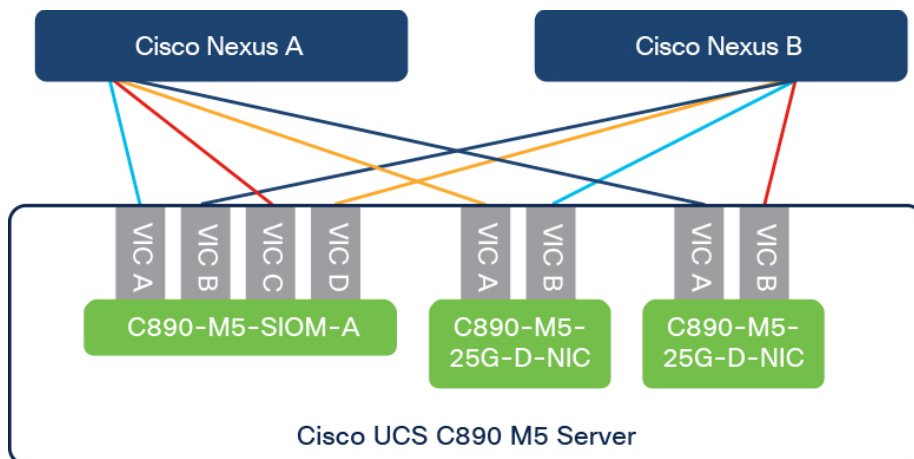 Cisco Nexus A
Cisco Nexus B
VIC A
VIC B
VIC C
VIC D
VIC A
VIC B
VIC A
VIC B
C890-M5-SIOM-A
C890-M5-
25G-D-NIC
C890-M5-
25G-D-NIC
Cisco UCS C890 M5 Server